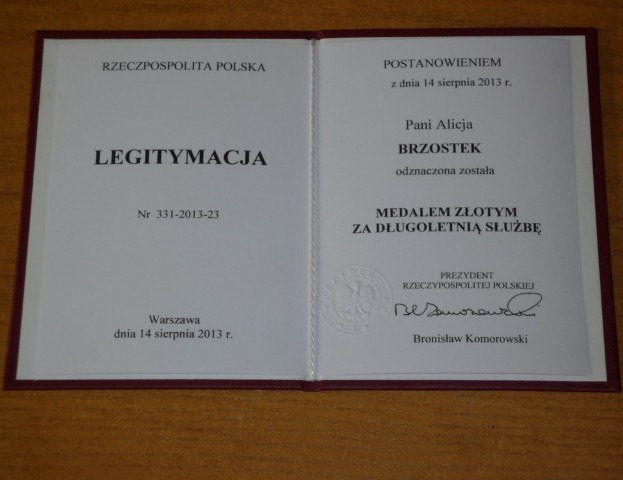 RZECZPOSPOLITA POLSKA
LEGITYMACJA
Nr 331-2013-23
Warszawa
dnia 14 sierpnia 2013 r.
POSTANOWIENIEM
z dnia 14 sierpnia 2013 r.
Pani Alicja
BRZOSTEK
odznaczona została
MEDALEM ZŁOTYM
ZA DŁUGOLETNIĄ SŁUŻBĘ
PREZYDENT
RZECZYPOSPOLITEJ POLSKIEJ
Bronisław Komorowski